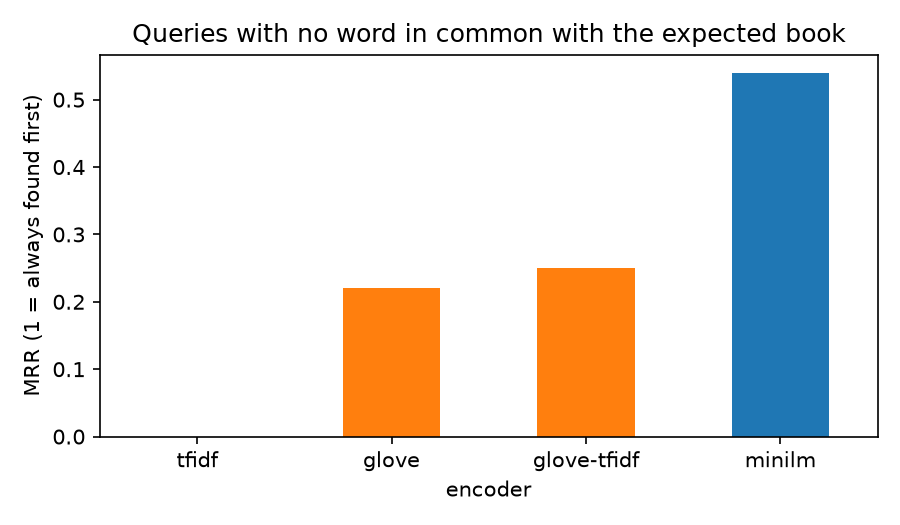 Queries with no word in common with the expected book
MRR (1 = always found first)
0.5
0.4
0.3
0.2
0.1
0.0
tfidf glove glove-tfidf minilm
encoder